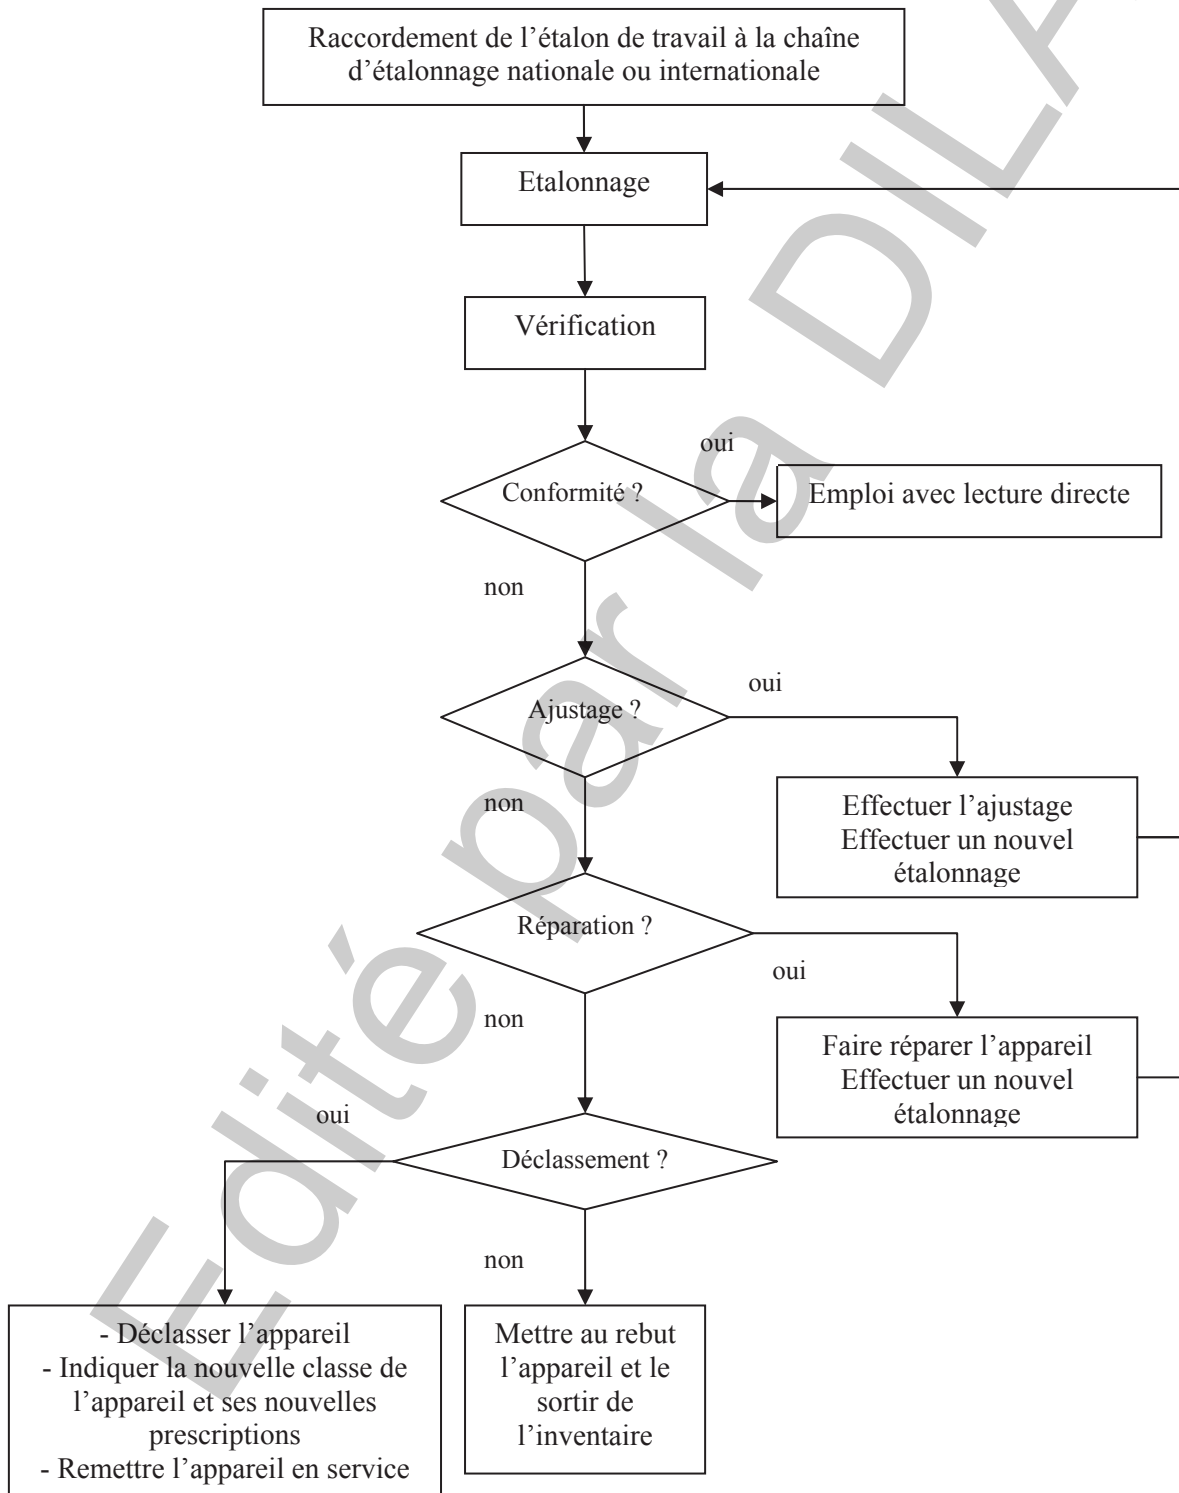 Raccordement de l’étalon de travail à la chaîne
d’étalonnage nationale ou internationale
Etalonnage
Vérification
oui
Conformité ?
Emploi avec lecture directe
non
oui
Ajustage ?
non
Effectuer l’ajustage
Effectuer un nouvel
étalonnage
Réparation ?
oui
non
Faire réparer l’appareil
Effectuer un nouvel
étalonnage
oui
Déclassement ?
non
- Déclasser l’appareil
- Indiquer la nouvelle classe de
l’appareil et ses nouvelles
prescriptions
- Remettre l’appareil en service
Mettre au rebut
l’appareil et le
sortir de
l’inventaire
Edité par la DILA